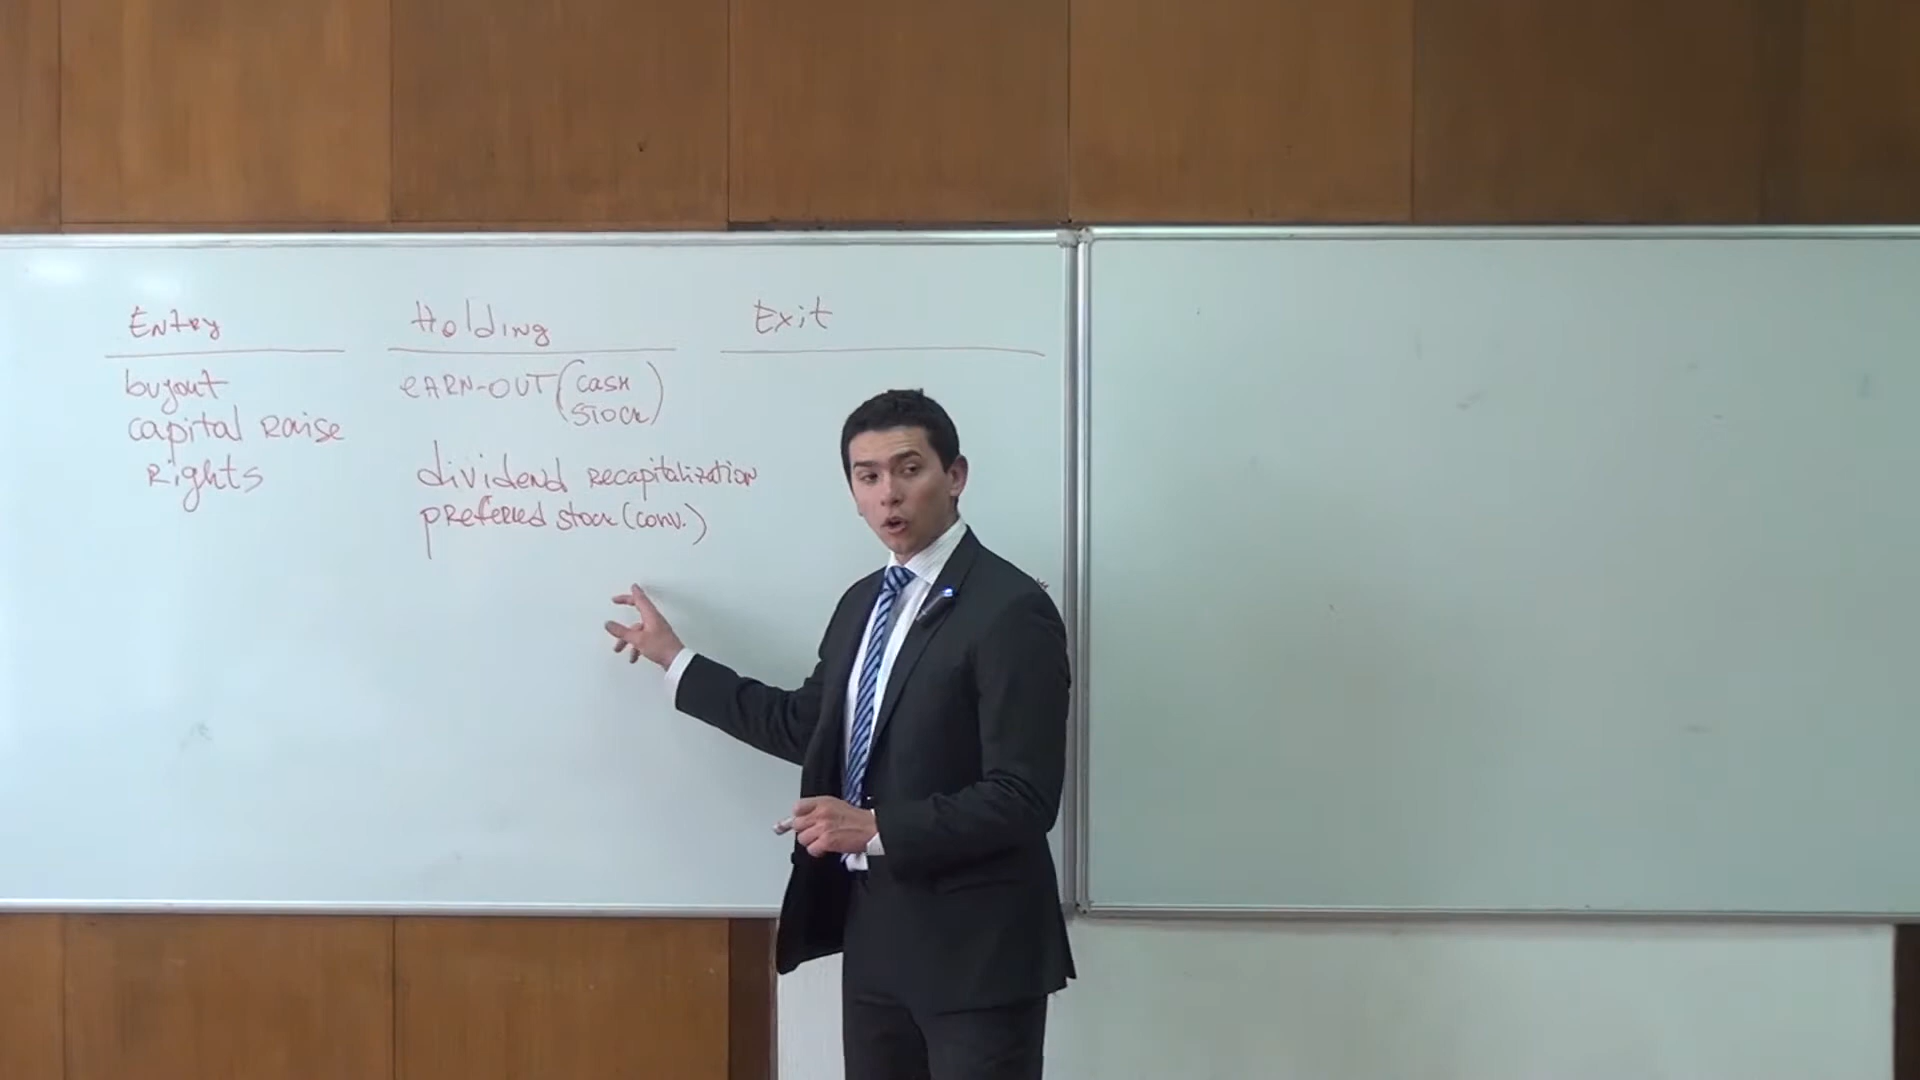 Entry
buyout
capital raise
rights
Holding
EARN-OUT (cash
stock)
dividend recapitalization
preferred stock (conv.)
Exit